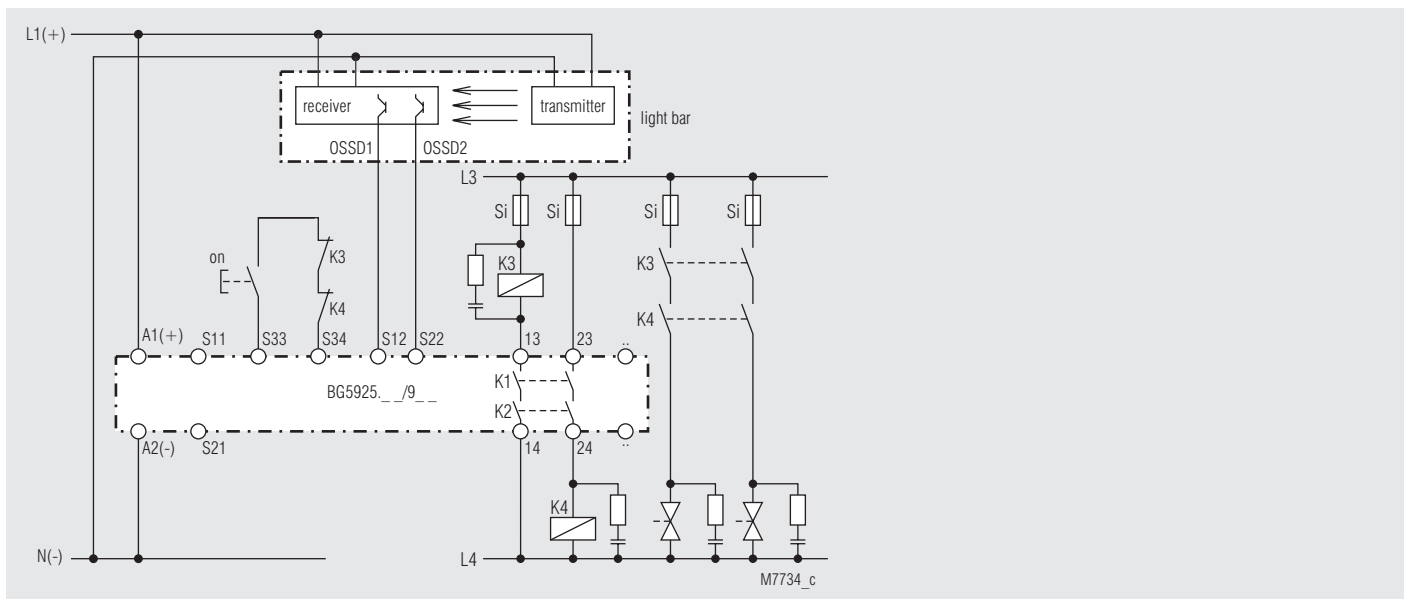 L1(+)
receiver
transmitter
light bar
OSSD1
OSSD2
L3
Si
Si
Si
Si
on
K3
K4
K3
K3
K4
A1(+)
S11
S33
S34
S12
S22
13
23
..
BG5925._ _/9_ _
K1
K2
A2(-)
S21
14
24
..
K4
N(-)
L4
M7734_c